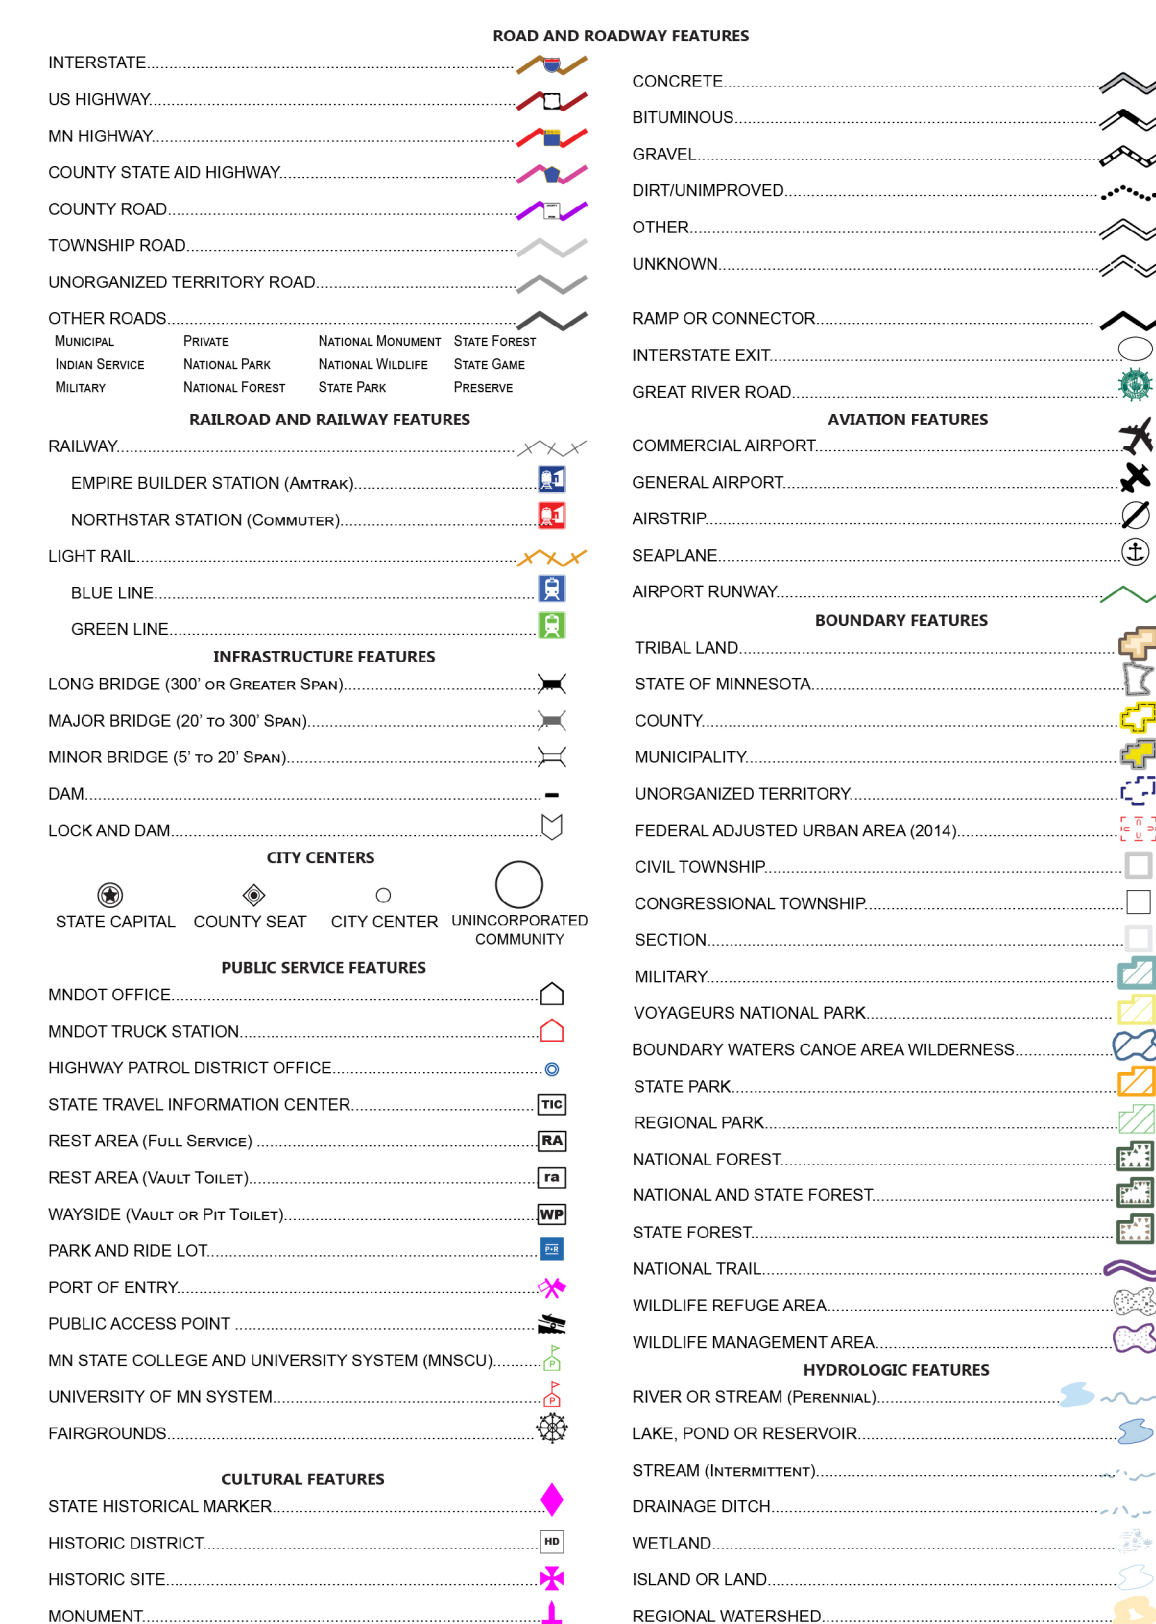 ROAD AND ROADWAY FEATURES
INTERSTATE
US HIGHWAY
MN HIGHWAY
COUNTY STATE AID HIGHWAY
COUNTY ROAD
TOWNSHIP ROAD
UNORGANIZED TERRITORY ROAD
OTHER ROADS
MUNICIPAL PRIVATE NATIONAL MONUMENT STATE FOREST
INDIAN SERVICE NATIONAL PARK NATIONAL WILDLIFE STATE GAME
MILITARY NATIONAL FOREST STATE PARK PRESERVE
CONCRETE
BITUMINOUS
GRAVEL
DIRT/UNIMPROVED
OTHER
UNKNOWN
RAMP OR CONNECTOR
INTERSTATE EXIT
GREAT RIVER ROAD
RAILROAD AND RAILWAY FEATURES
RAILWAY
EMPIRE BUILDER STATION (AMTRAK)
NORTHSTAR STATION (COMMUTER)
LIGHT RAIL
BLUE LINE
GREEN LINE
INFRASTRUCTURE FEATURES
LONG BRIDGE (300' OR GREATER SPAN)
MAJOR BRIDGE (20' TO 300' SPAN)
MINOR BRIDGE (5' TO 20' SPAN)
DAM
LOCK AND DAM
CITY CENTERS
STATE CAPITAL COUNTY SEAT CITY CENTER UNINCORPORATED
COMMUNITY
PUBLIC SERVICE FEATURES
MNDOT OFFICE
MNDOT TRUCK STATION
HIGHWAY PATROL DISTRICT OFFICE
STATE TRAVEL INFORMATION CENTER TIC
REST AREA (FULL SERVICE) RA
REST AREA (VAULT TOILET) ra
WAYSIDE (VAULT OR PIT TOILET) WP
PARK AND RIDE LOT P+R
PORT OF ENTRY
PUBLIC ACCESS POINT
MN STATE COLLEGE AND UNIVERSITY SYSTEM (MNSCU) P
UNIVERSITY OF MN SYSTEM P
FAIRGROUNDS
CULTURAL FEATURES
STATE HISTORICAL MARKER
HISTORIC DISTRICT HD
HISTORIC SITE
MONUMENT
AVIATION FEATURES
COMMERCIAL AIRPORT
GENERAL AIRPORT
AIRSTRIP
SEAPLANE
AIRPORT RUNWAY
BOUNDARY FEATURES
TRIBAL LAND
STATE OF MINNESOTA
COUNTY
MUNICIPALITY
UNORGANIZED TERRITORY
FEDERAL ADJUSTED URBAN AREA (2014)
CIVIL TOWNSHIP
CONGRESSIONAL TOWNSHIP
SECTION
MILITARY
VOYAGEURS NATIONAL PARK
BOUNDARY WATERS CANOE AREA WILDERNESS
STATE PARK
REGIONAL PARK
NATIONAL FOREST
NATIONAL AND STATE FOREST
STATE FOREST
NATIONAL TRAIL
WILDLIFE REFUGE AREA
WILDLIFE MANAGEMENT AREA
HYDROLOGIC FEATURES
RIVER OR STREAM (PERENNIAL)
LAKE, POND OR RESERVOIR
STREAM (INTERMITTENT)
DRAINAGE DITCH
WETLAND
ISLAND OR LAND
REGIONAL WATERSHED